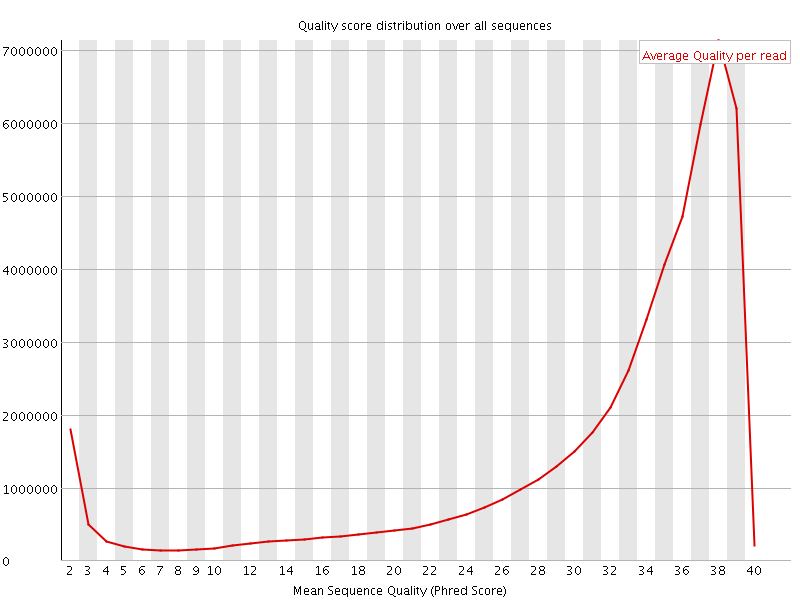 Quality score distribution over all sequences
Average Quality per read
7000000
6000000
5000000
4000000
3000000
2000000
1000000
0
2 3 4 5 6 7 8 9 10 12 14 16 18 20 22 24 26 28 30 32 34 36 38 40
Mean Sequence Quality (Phred Score)